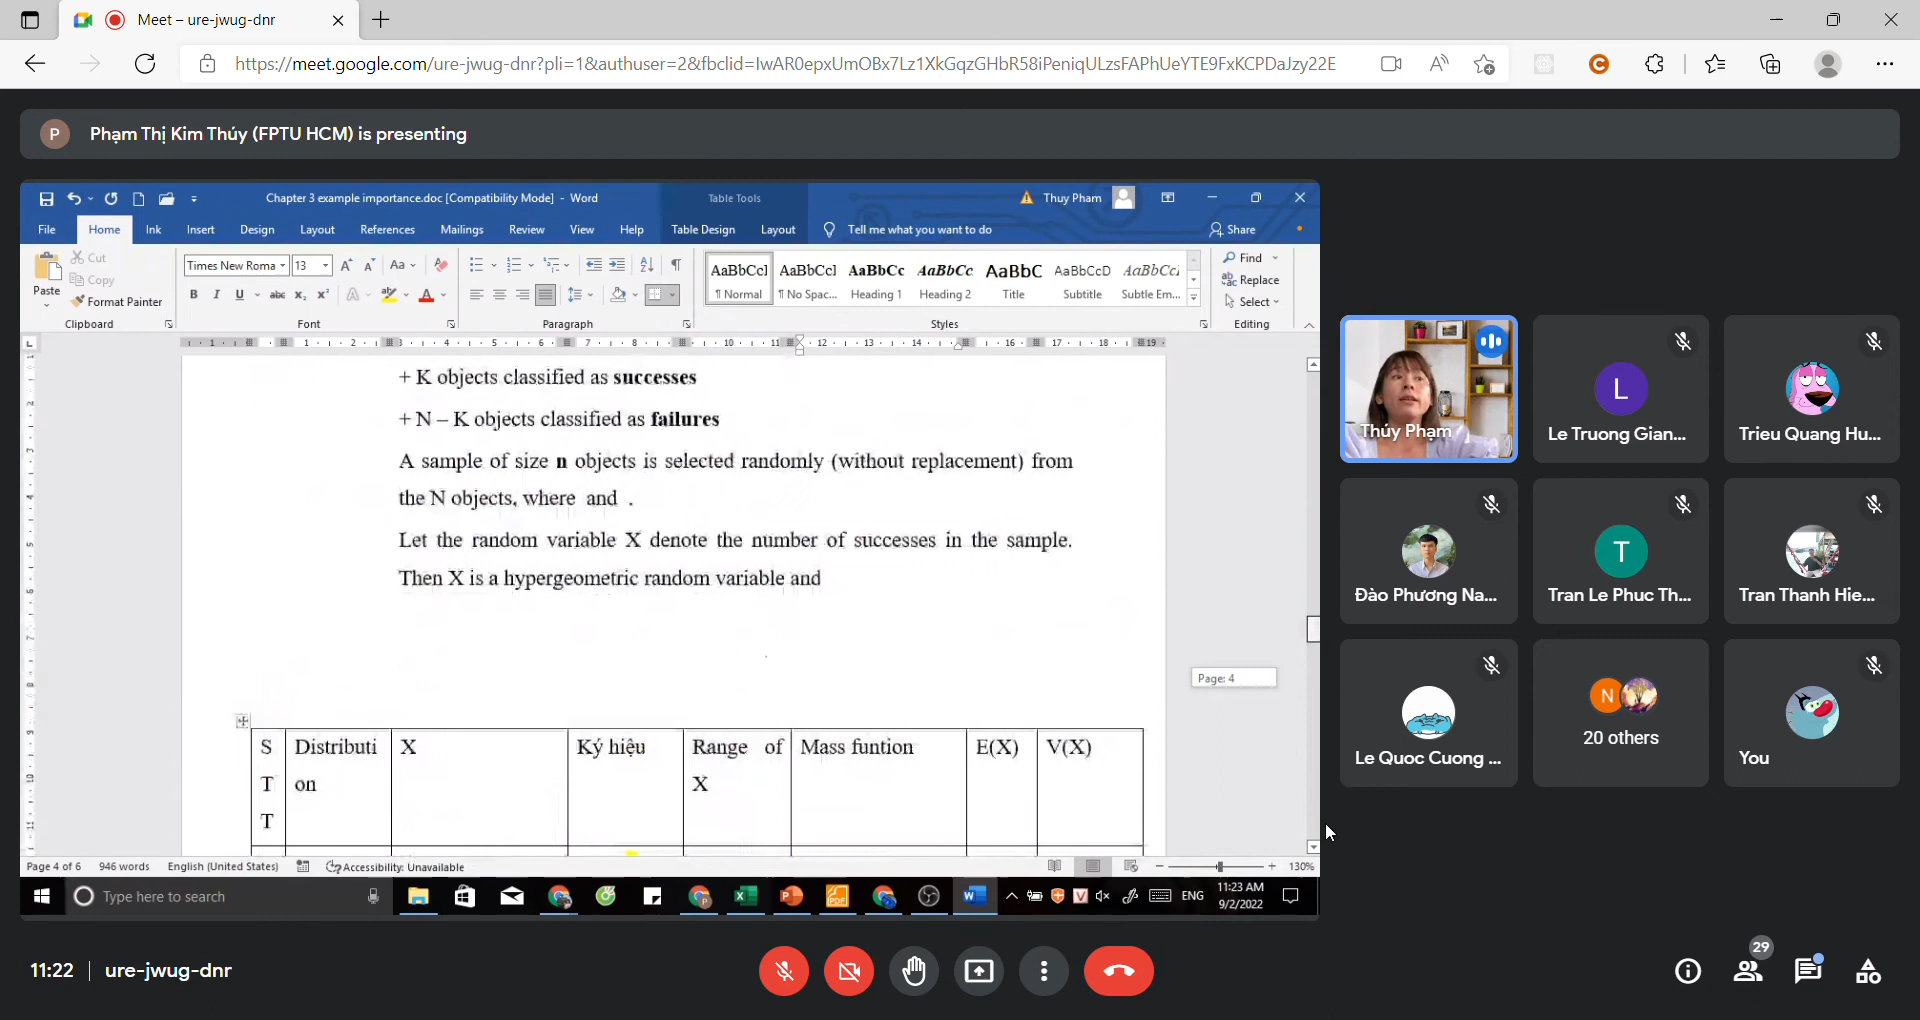 Meet – ure-jwug-dnr
https://meet.google.com/ure-jwug-dnr?pli=1&authuser=2&fbclid=IwAR0epxUmOBx7Lz1XkGqzGHbR58iPeniqULzsFAPhUeYTE9FxKCPDaJzy22E
P Phạm Thị Kim Thúy (FPTU HCM) is presenting
Chapter 3 example importance.doc [Compatibility Mode] - Word
Table Tools
Thuy Pham
File Home Ink Insert Design Layout References Mailings Review View Help Table Design Layout Tell me what you want to do Share
Paste
Cut
Copy
Format Painter
Clipboard
Times New Roma 13
Aa
B I U abc x₂ x² A A
Font
Paragraph
AaBbCcI AaBbCcI AaBbCc AaBbCc AaBbC AaBbCcD AaBbCc
¶ Normal ¶ No Spac... Heading 1 Heading 2 Title Subtitle Subtle Em...
Styles
Find
Replace
Select
Editing
+ K objects classified as successes
+ N – K objects classified as failures
A sample of size n objects is selected randomly (without replacement) from
the N objects, where and .
Let the random variable X denote the number of successes in the sample.
Then X is a hypergeometric random variable and
Page: 4
S
T
T
Distributi
on
X
Ký hiệu
Range of
X
Mass funtion
E(X)
V(X)
Page 4 of 6 946 words English (United States) Accessibility: Unavailable 130%
Type here to search
ENG
11:23 AM
9/2/2022
Thúy Phạm
L
Le Truong Gian...
Trieu Quang Hu...
Đào Phương Na...
T
Tran Le Phuc Th...
Tran Thanh Hie...
Le Quoc Cuong ...
N
20 others
You
11:22 | ure-jwug-dnr
29